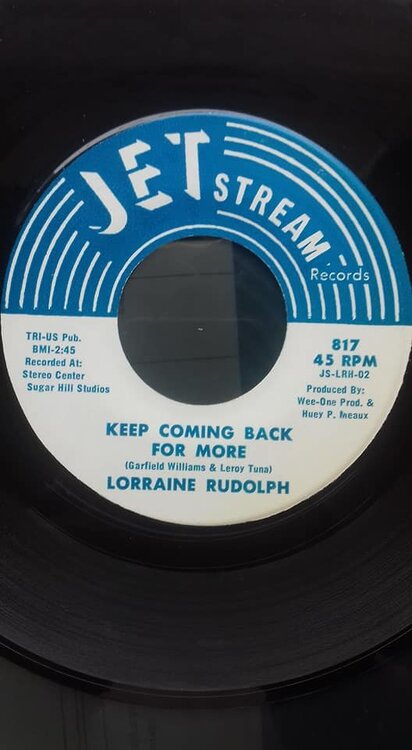 JET STREAM
Records
TRI-US Pub.
BMI-2:45
Recorded At:
Stereo Center
Sugar Hill Studios
817
45 RPM
JS-LRH-02
Produced By:
Wee-One Prod. &
Huey P. Meaux
KEEP COMING BACK
FOR MORE
(Garfield Williams & Leroy Tuna)
LORRAINE RUDOLPH